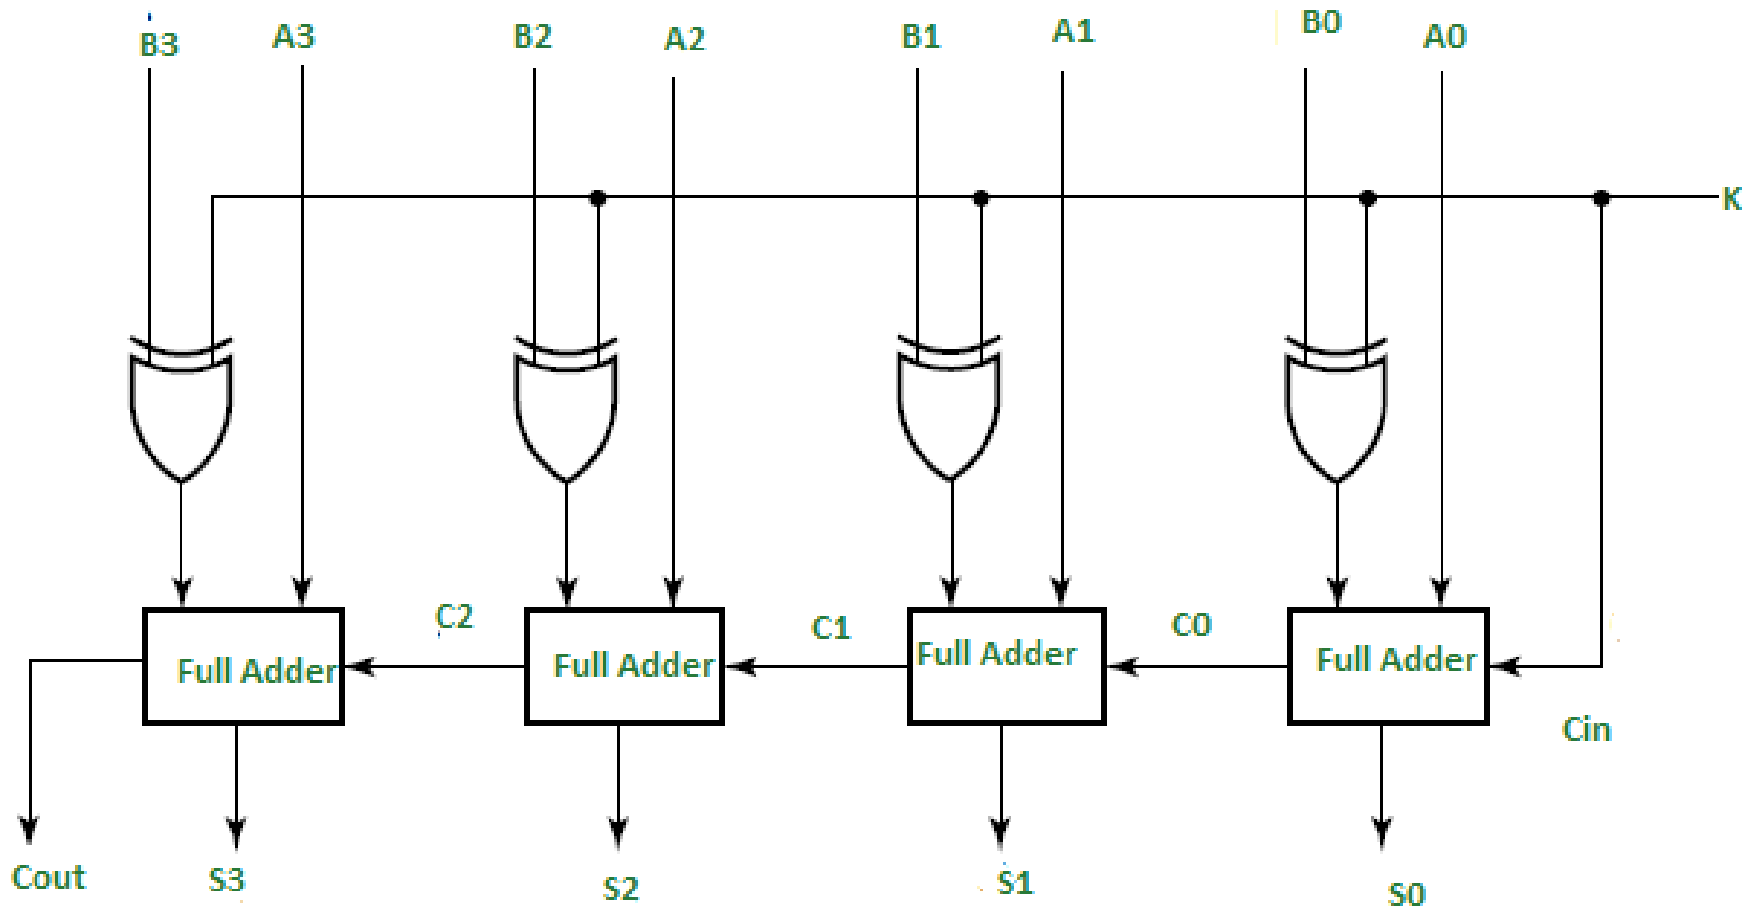 B3 A3 B2 A2 B1 A1 B0 A0
K
C2 C1 C0
Full Adder Full Adder Full Adder Full Adder
Cin
Cout S3 S2 S1 S0